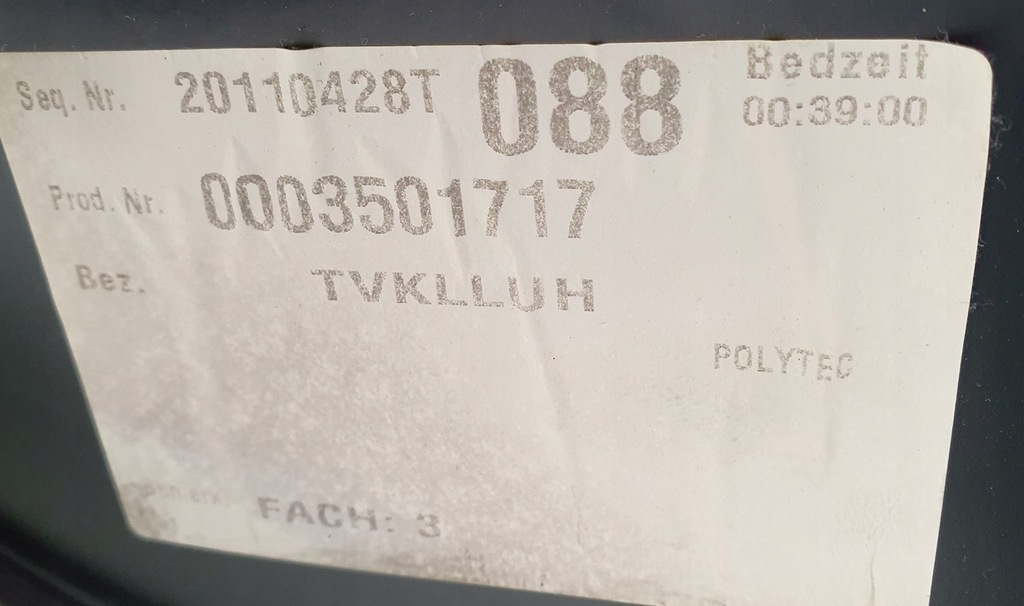 Seq. Nr. 20110428T 088 Bedzeit
00:39:00
Prod. Nr. 0003501717
Bez. TVKLLUH
POLYTEC
FACH: 3